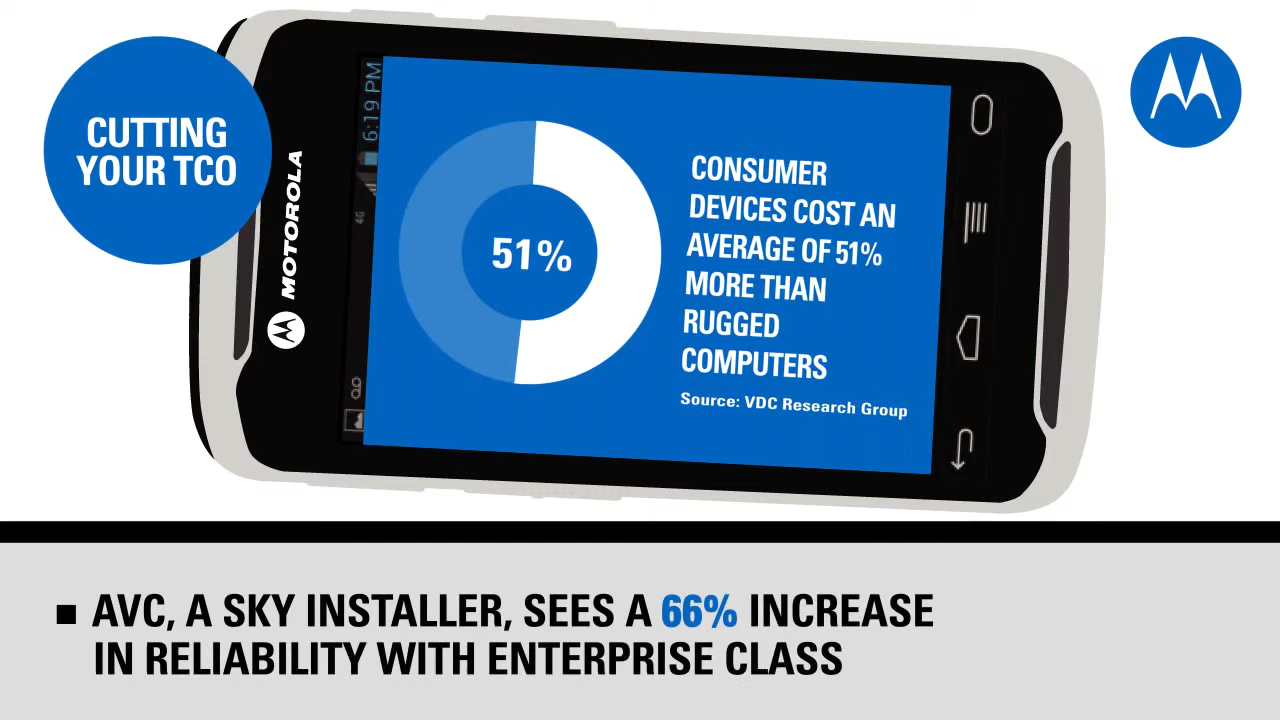 CUTTING
YOUR TCO
MOTOROLA
6:19 PM
4G
51%
CONSUMER
DEVICES COST AN
AVERAGE OF 51%
MORE THAN
RUGGED
COMPUTERS
Source: VDC Research Group
AVC, A SKY INSTALLER, SEES A 66% INCREASE
IN RELIABILITY WITH ENTERPRISE CLASS